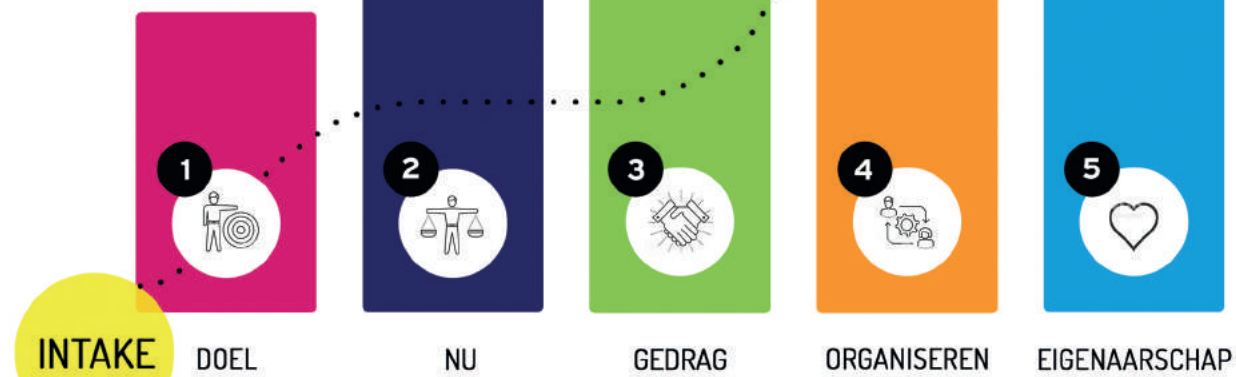 1
2
3
4
5
INTAKE
DOEL
NU
GEDRAG
ORGANISEREN
EIGENAARSCHAP